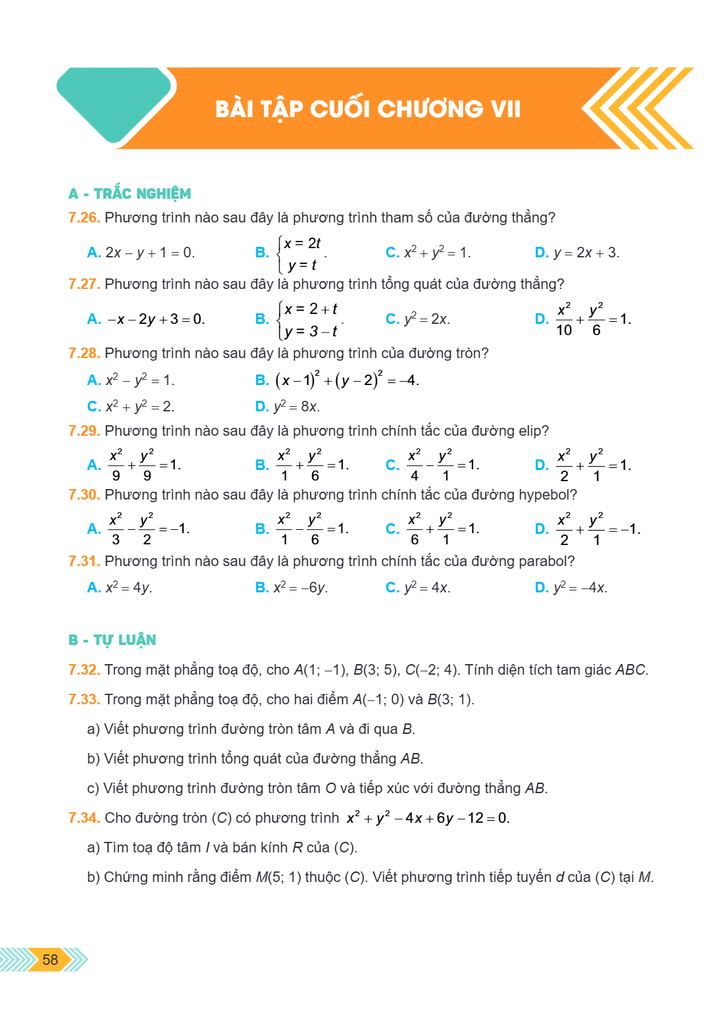 BÀI TẬP CUỐI CHƯƠNG VII
A - TRẮC NGHIỆM
7.26. Phương trình nào sau đây là phương trình tham số của đường thẳng?
A. 2x − y + 1 = 0. B. { x = 2t y = t . C. x² + y² = 1. D. y = 2x + 3.
7.27. Phương trình nào sau đây là phương trình tổng quát của đường thẳng?
A. −x − 2y + 3 = 0. B. { x = 2 + t y = 3 − t . C. y² = 2x. D. x²/10 + y²/6 = 1.
7.28. Phương trình nào sau đây là phương trình của đường tròn?
A. x² − y² = 1. B. (x − 1)² + (y − 2)² = −4.
C. x² + y² = 2. D. y² = 8x.
7.29. Phương trình nào sau đây là phương trình chính tắc của đường elip?
A. x²/9 + y²/9 = 1. B. x²/1 + y²/6 = 1. C. x²/4 − y²/1 = 1. D. x²/2 + y²/1 = 1.
7.30. Phương trình nào sau đây là phương trình chính tắc của đường hypebol?
A. x²/3 − y²/2 = −1. B. x²/1 − y²/6 = 1. C. x²/6 + y²/1 = 1. D. x²/2 + y²/1 = −1.
7.31. Phương trình nào sau đây là phương trình chính tắc của đường parabol?
A. x² = 4y. B. x² = −6y. C. y² = 4x. D. y² = −4x.
B - TỰ LUẬN
7.32. Trong mặt phẳng toạ độ, cho A(1; −1), B(3; 5), C(−2; 4). Tính diện tích tam giác ABC.
7.33. Trong mặt phẳng toạ độ, cho hai điểm A(−1; 0) và B(3; 1).
a) Viết phương trình đường tròn tâm A và đi qua B.
b) Viết phương trình tổng quát của đường thẳng AB.
c) Viết phương trình đường tròn tâm O và tiếp xúc với đường thẳng AB.
7.34. Cho đường tròn (C) có phương trình x² + y² − 4x + 6y − 12 = 0.
a) Tìm toạ độ tâm I và bán kính R của (C).
b) Chứng minh rằng điểm M(5; 1) thuộc (C). Viết phương trình tiếp tuyến d của (C) tại M.
58